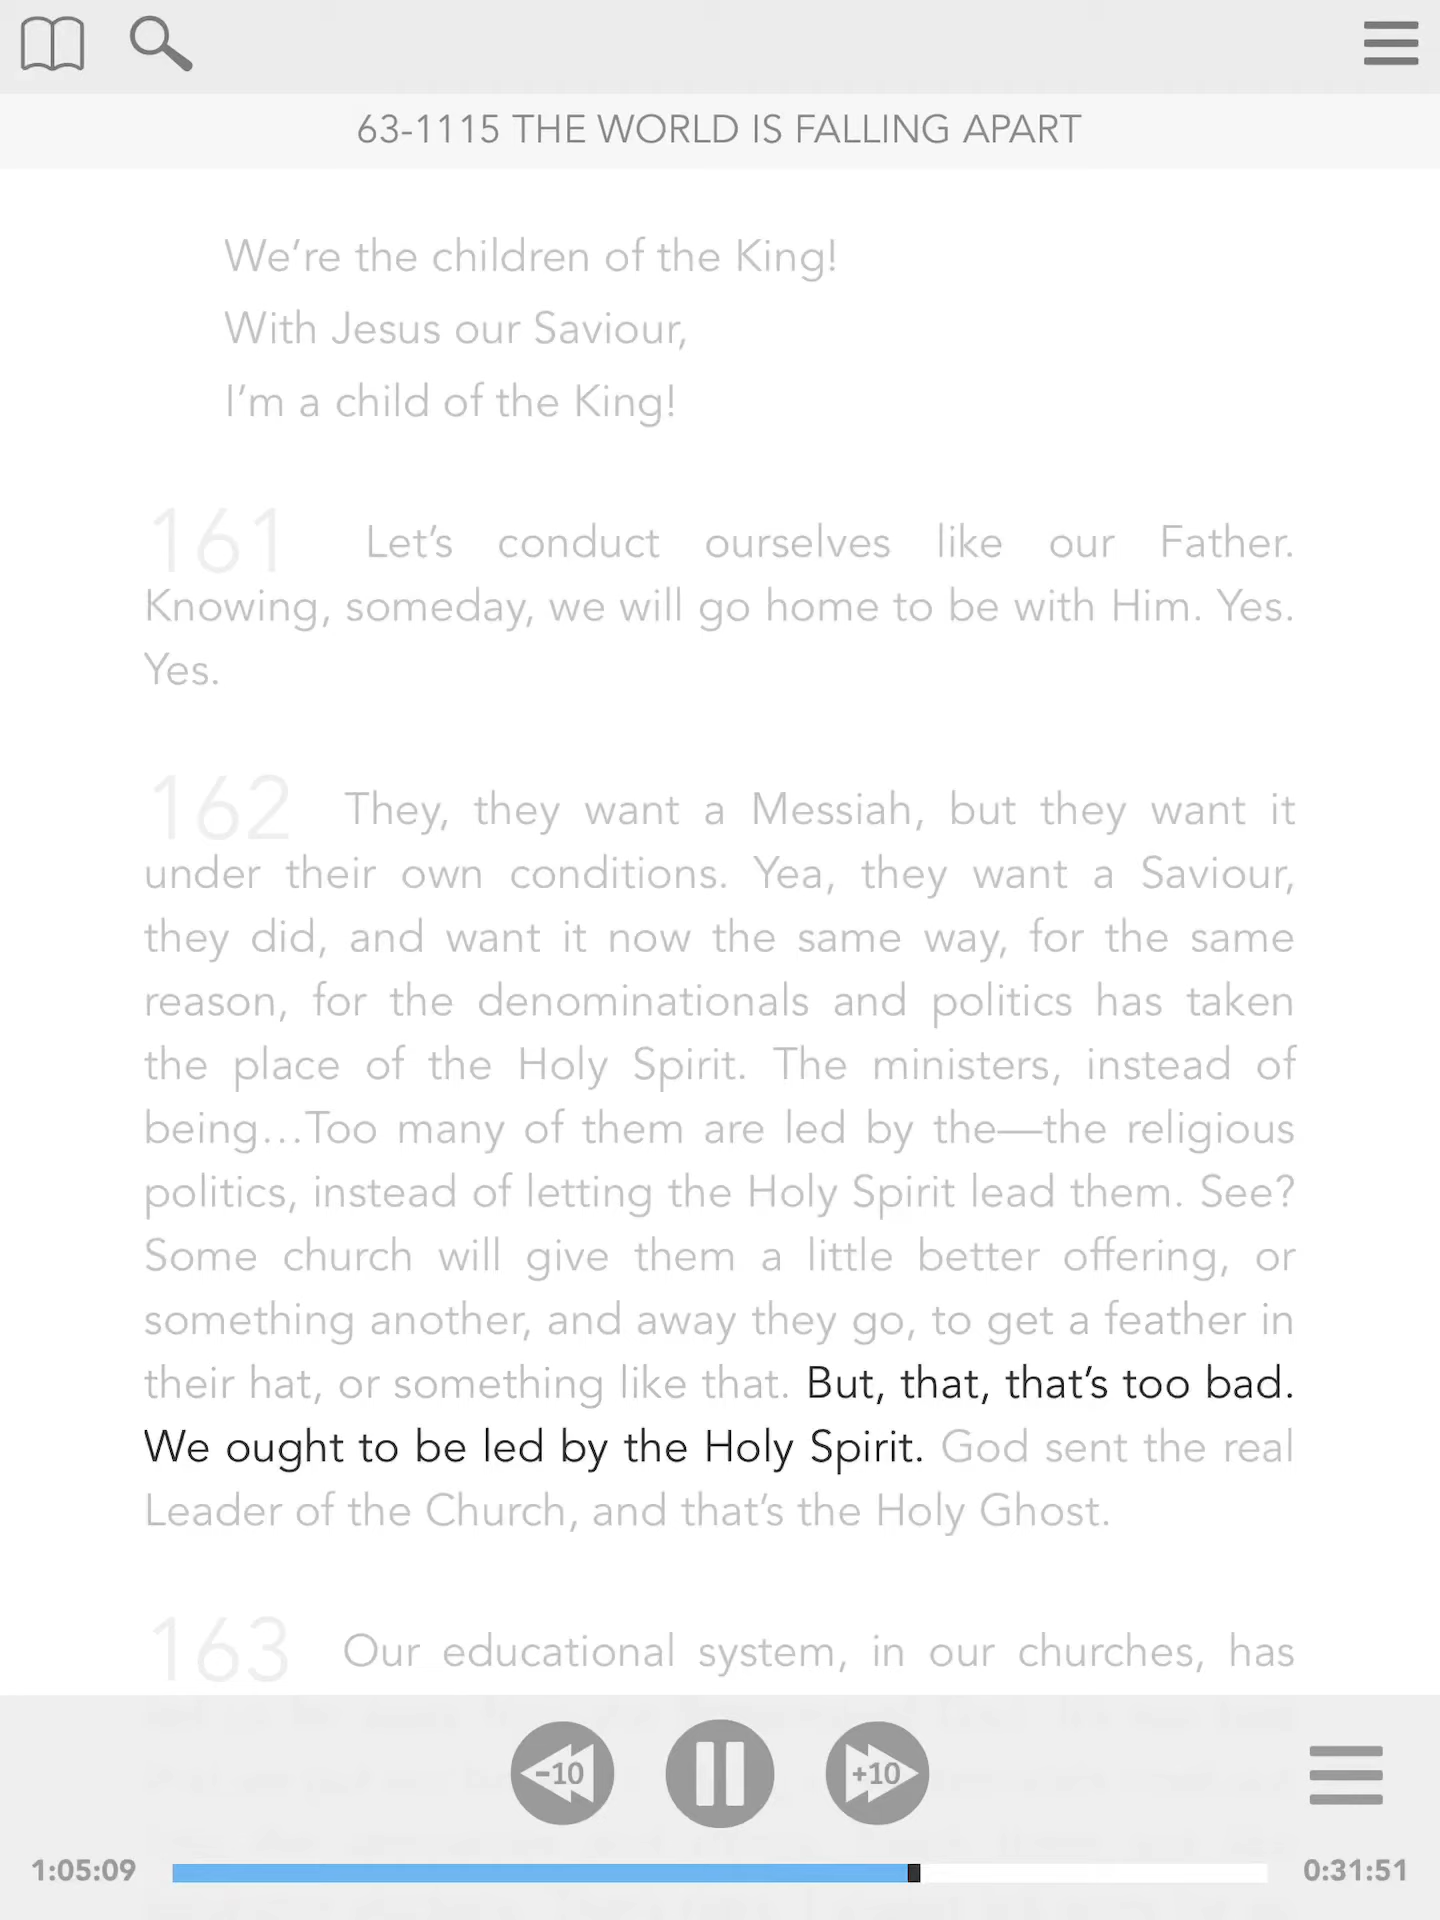 63-1115 THE WORLD IS FALLING APART
We’re the children of the King!
With Jesus our Saviour,
I’m a child of the King!
161 Let’s conduct ourselves like our Father.
Knowing, someday, we will go home to be with Him. Yes.
Yes.
162 They, they want a Messiah, but they want it
under their own conditions. Yea, they want a Saviour,
they did, and want it now the same way, for the same
reason, for the denominationals and politics has taken
the place of the Holy Spirit. The ministers, instead of
being…Too many of them are led by the—the religious
politics, instead of letting the Holy Spirit lead them. See?
Some church will give them a little better offering, or
something another, and away they go, to get a feather in
their hat, or something like that. But, that, that’s too bad.
We ought to be led by the Holy Spirit. God sent the real
Leader of the Church, and that’s the Holy Ghost.
163 Our educational system, in our churches, has
-10 +10
1:05:09 0:31:51